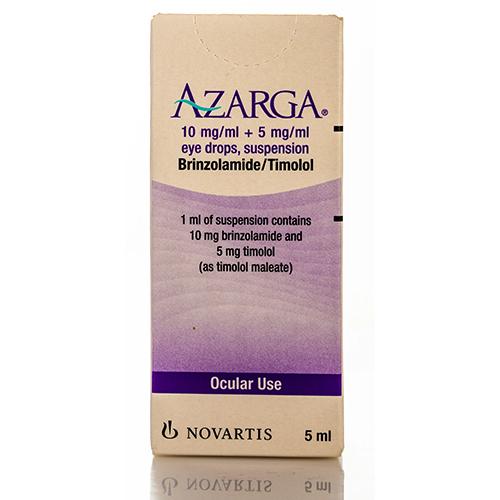 AZARGA®
10 mg/ml + 5 mg/ml
eye drops, suspension
Brinzolamide/Timolol
1 ml of suspension contains
10 mg brinzolamide and
5 mg timolol
(as timolol maleate)
Ocular Use
NOVARTIS 5 ml